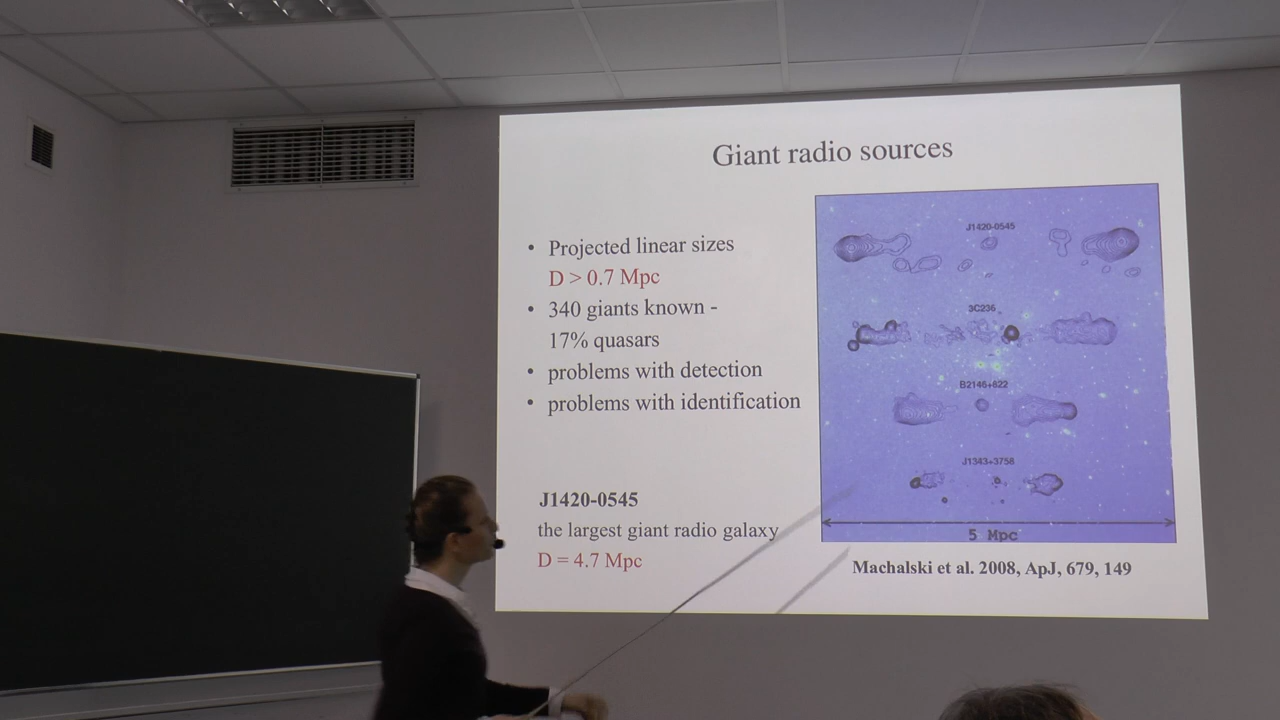 Giant radio sources
• Projected linear sizes
D > 0.7 Mpc
• 340 giants known -
17% quasars
• problems with detection
• problems with identification
J1420-0545
the largest giant radio galaxy
D = 4.7 Mpc
J1420-0545
3C236
B2146+822
J1343+3758
5 Mpc
Machalski et al. 2008, ApJ, 679, 149